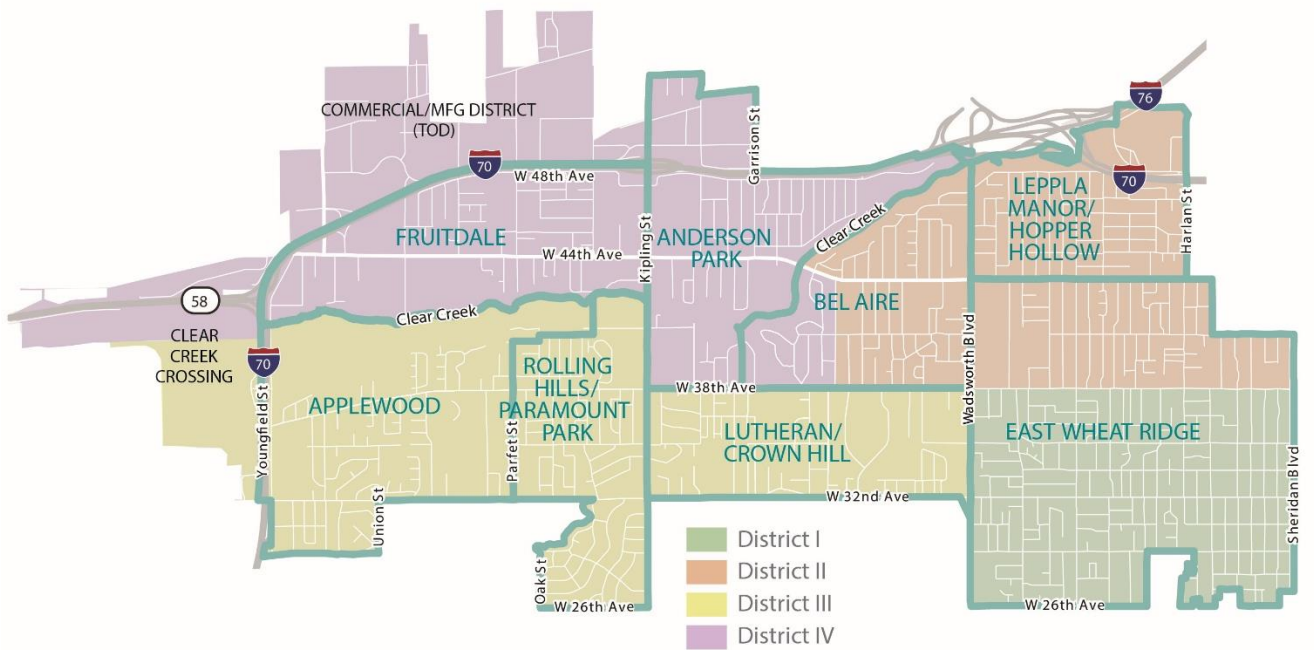 76
COMMERCIAL/MFG DISTRICT
(TOD)
Garrison St
70
W 48th Ave
70
LEPPLA
MANOR/
HOPPER
HOLLOW
Harlan St
Clear Creek
FRUITDALE
Kipling St
ANDERSON
PARK
W 44th Ave
58
BEL AIRE
Clear Creek
CLEAR
CREEK
CROSSING
70
Wadsworth Blvd
ROLLING
HILLS/
PARAMOUNT
PARK
W 38th Ave
APPLEWOOD
Youngfield St
Parfet St
LUTHERAN/
CROWN HILL
EAST WHEAT RIDGE
Sheridan Blvd
W 32nd Ave
Union St
Oak St
W 26th Ave
W 26th Ave
District I
District II
District III
District IV